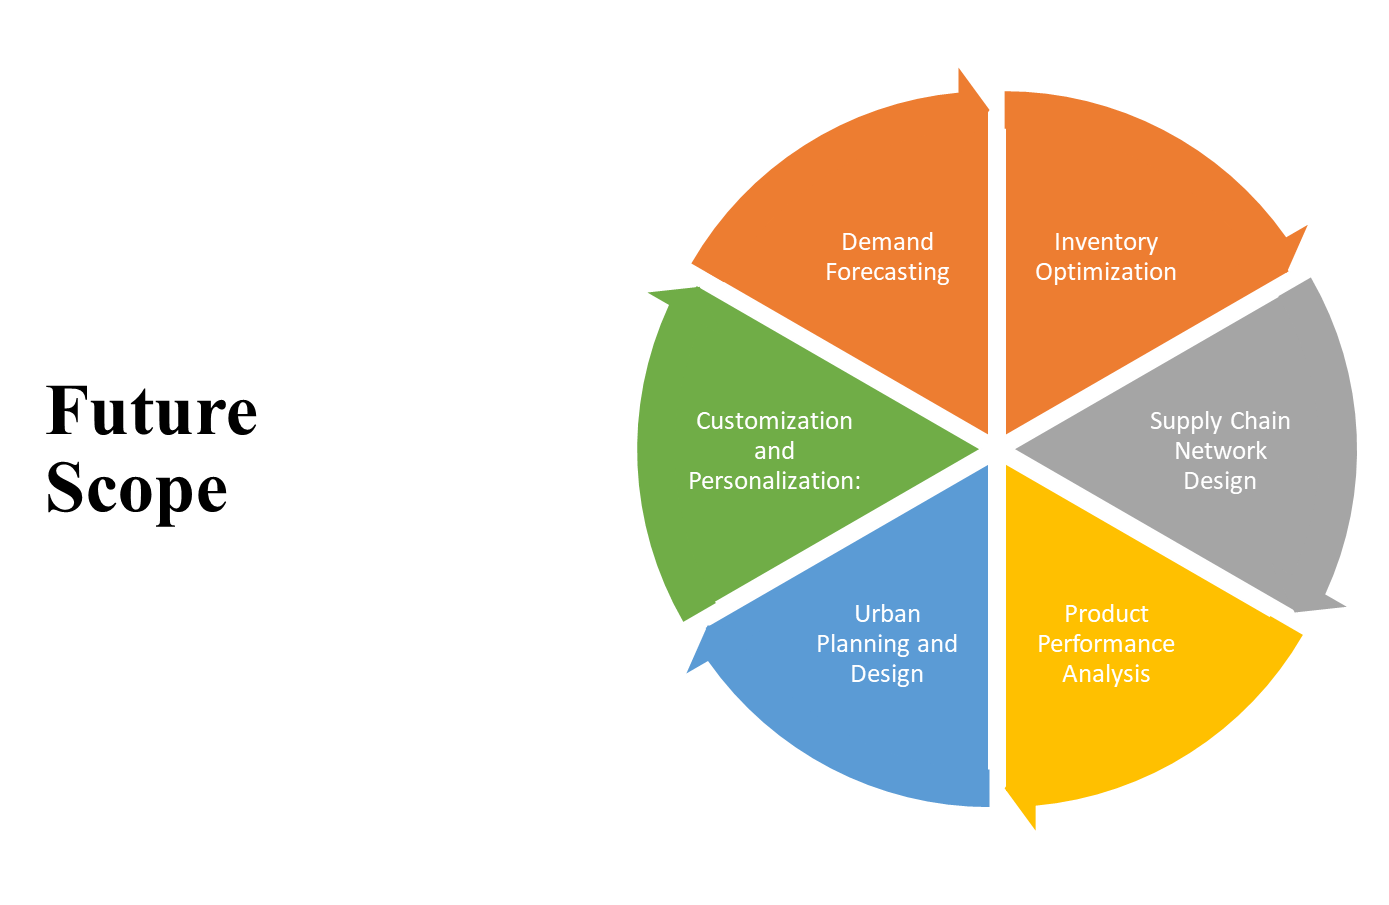 Future
Scope
Demand
Forecasting
Inventory
Optimization
Customization
and
Personalization:
Supply Chain
Network
Design
Urban
Planning and
Design
Product
Performance
Analysis